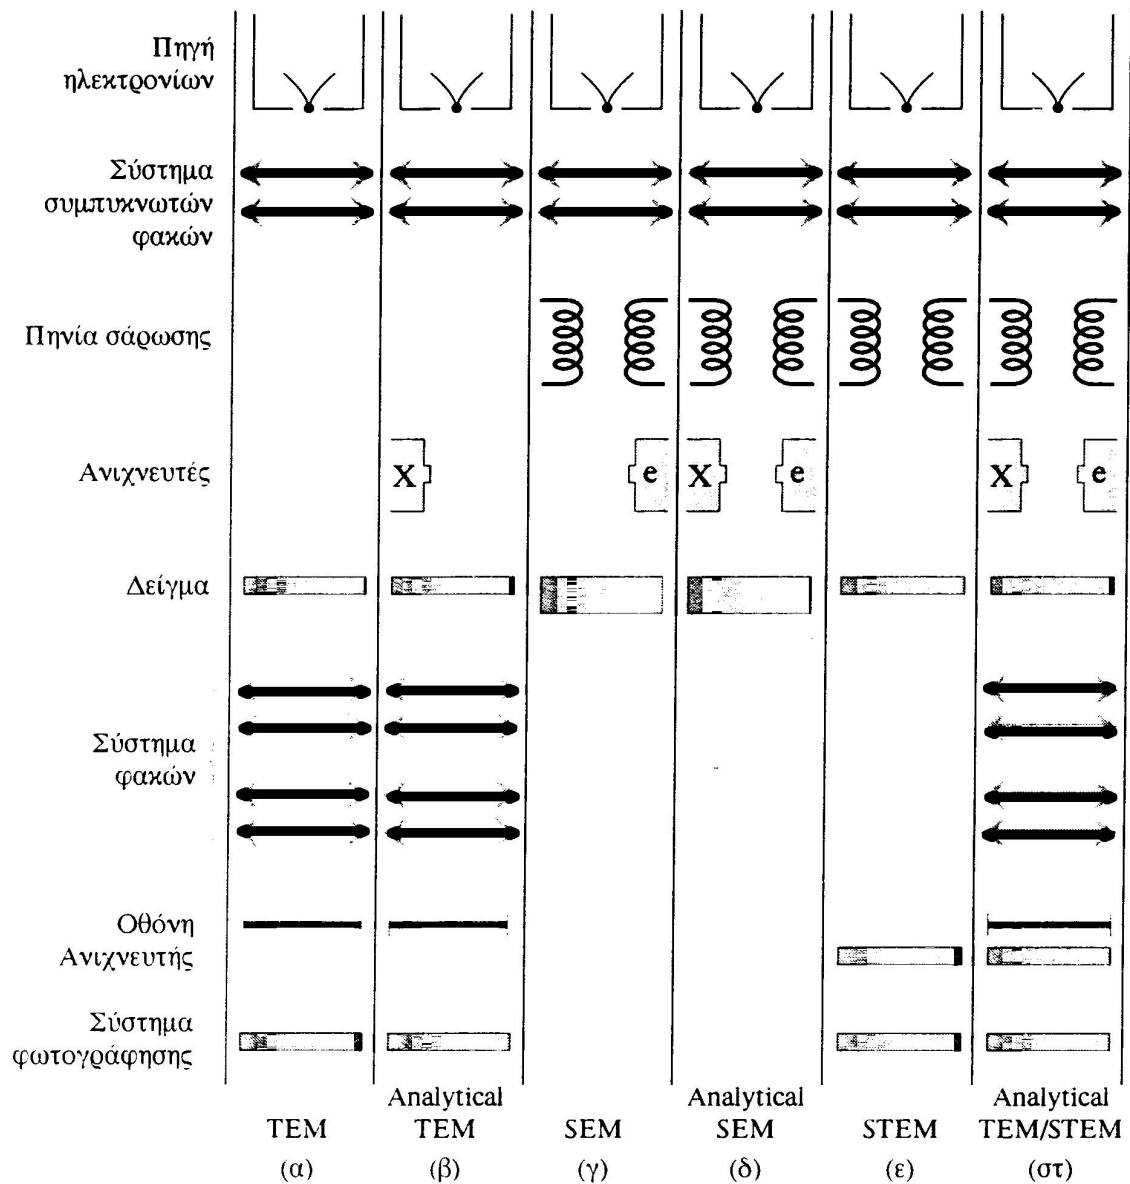 Πηγή
ηλεκτρονίων
Σύστημα
συμπυκνωτών
φακών
Πηνία σάρωσης
Ανιχνευτές
X
e
X
e
X
e
Δείγμα
Σύστημα
φακών
Οθόνη
Ανιχνευτής
Σύστημα
φωτογράφησης
TEM
(α)
Analytical
TEM
(β)
SEM
(γ)
Analytical
SEM
(δ)
STEM
(ε)
Analytical
TEM/STEM
(στ)